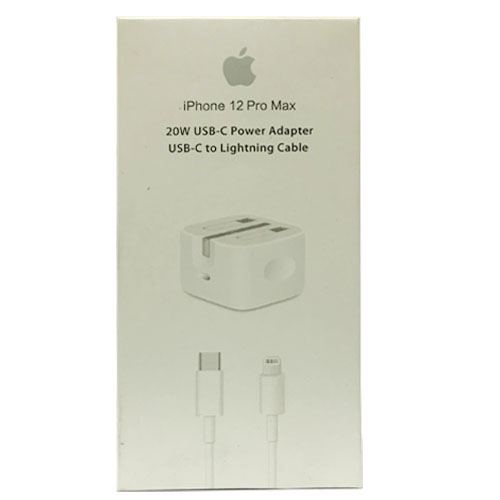 iPhone 12 Pro Max
20W USB-C Power Adapter
USB-C to Lightning Cable